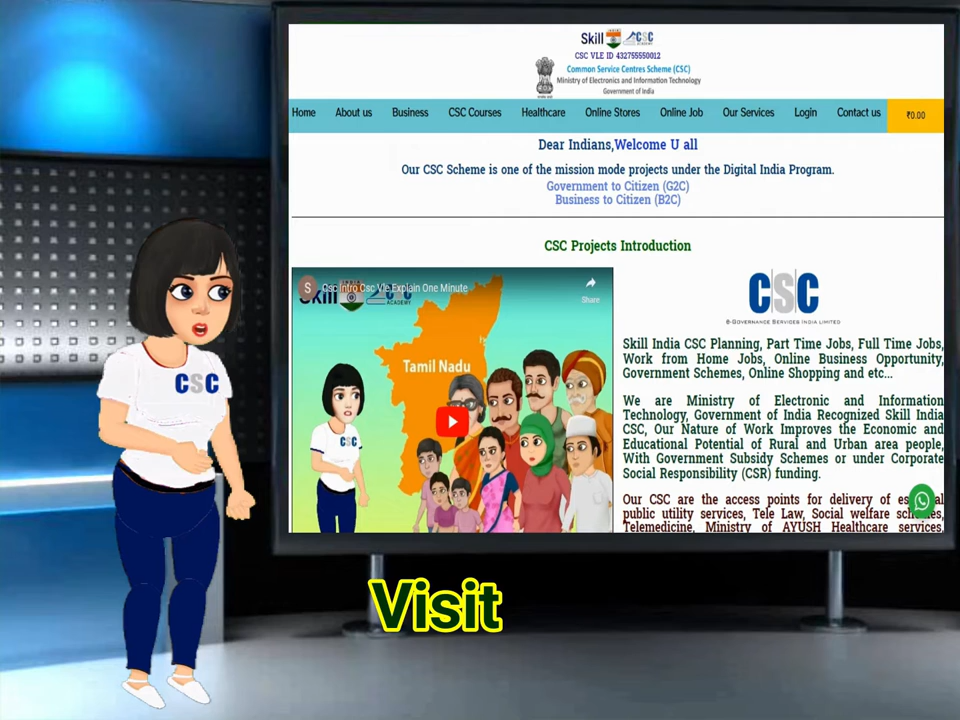 Skill CSC
ACADEMY
CSC VLE ID 432755550012
Common Service Centres Scheme (CSC)
Ministry of Electronics and Information Technology
Government of India
Home About us Business CSC Courses Healthcare Online Stores Online Job Our Services Login Contact us ₹0.00
Dear Indians,Welcome U all
Our CSC Scheme is one of the mission mode projects under the Digital India Program.
Government to Citizen (G2C)
Business to Citizen (B2C)
CSC Projects Introduction
S Csc Intro Csc Vle Explain One Minute
Share
Skill
ACADEMY
Tamil Nadu
CSC
CSC
E-GOVERNANCE SERVICES INDIA LIMITED
Skill India CSC Planning, Part Time Jobs, Full Time Jobs,
Work from Home Jobs, Online Business Opportunity,
Government Schemes, Online Shopping and etc...
We are Ministry of Electronic and Information
Technology, Government of India Recognized Skill India
CSC, Our Nature of Work Improves the Economic and
Educational Potential of Rural and Urban area people,
With Government Subsidy Schemes or under Corporate
Social Responsibility (CSR) funding.
Our CSC are the access points for delivery of
public utility services, Tele Law, Social welfare
Telemedicine, Ministry of AYUSH Healthcare services,
CSC
Visit